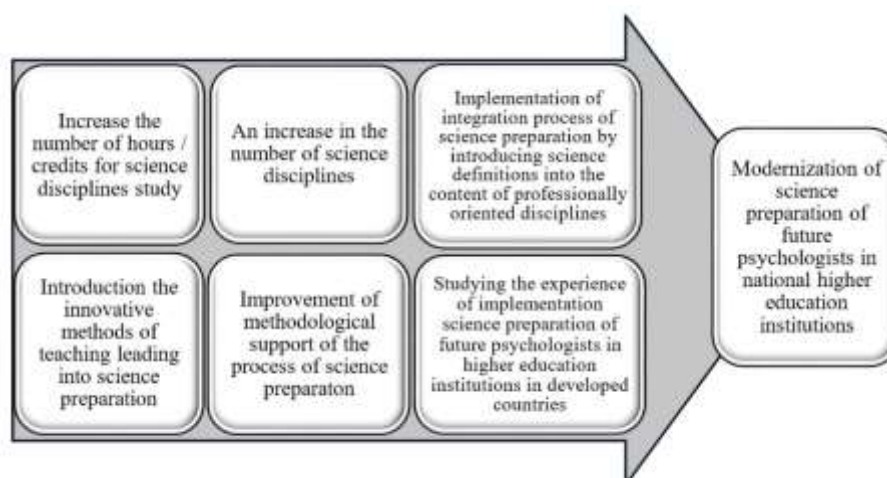 Increase the
number of hours /
credits for science
disciplines study
An increase in the
number of science
disciplines
Implementation of
integration process of
science preparation by
introducing science
definitions into the
content of professionally
oriented disciplines
Introduction the
innovative
methods of
teaching leading
into science
preparation
Improvement of
methodological
support of the
process of science
preparaton
Studying the experience
of implementation
science preparation of
future psychologists in
higher education
institutions in developed
countries
Modernization of
science
preparation of
future
psychologists in
national higher
education
institutions